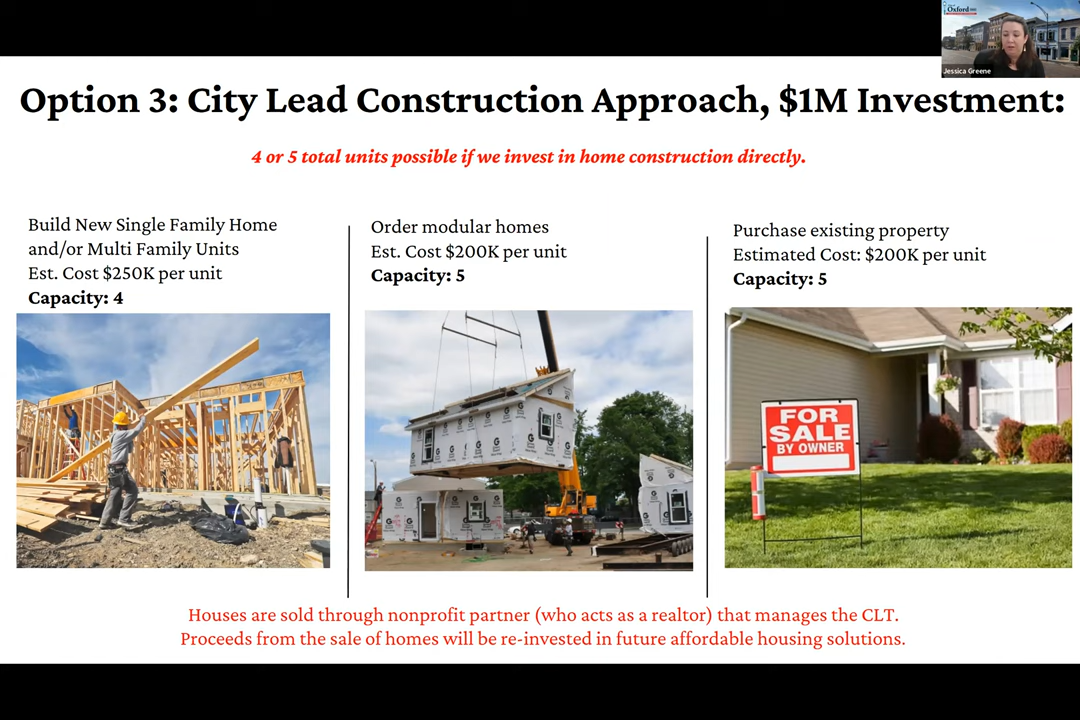 Oxford
Jessica Greene
Option 3: City Lead Construction Approach, $1M Investment:
4 or 5 total units possible if we invest in home construction directly.
Build New Single Family Home
and/or Multi Family Units
Est. Cost $250K per unit
Capacity: 4
Order modular homes
Est. Cost $200K per unit
Capacity: 5
Purchase existing property
Estimated Cost: $200K per unit
Capacity: 5
FOR
SALE
BY OWNER
Houses are sold through nonprofit partner (who acts as a realtor) that manages the CLT.
Proceeds from the sale of homes will be re-invested in future affordable housing solutions.